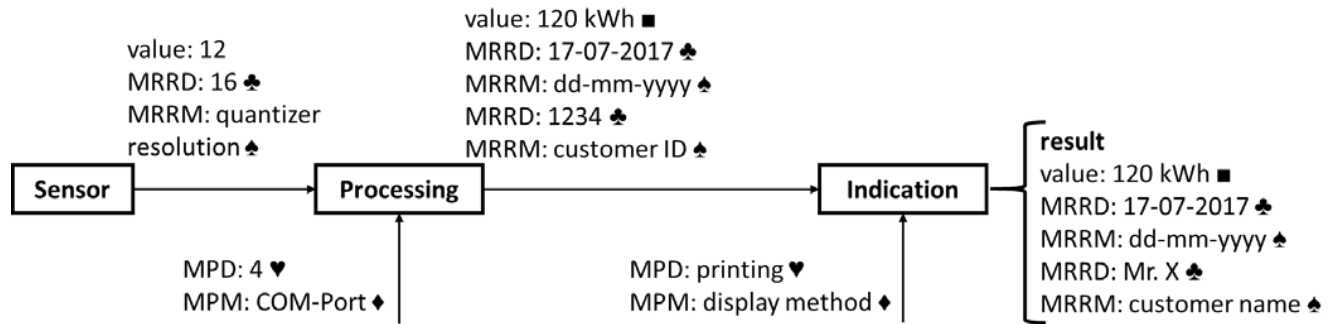 value: 12
MRRD: 16 ♣
MRRM: quantizer
resolution ♠
value: 120 kWh ■
MRRD: 17-07-2017 ♣
MRRM: dd-mm-yyyy ♠
MRRD: 1234 ♣
MRRM: customer ID ♠
Sensor
Processing
Indication
MPD: 4 ♥
MPM: COM-Port ♦
MPD: printing ♥
MPM: display method ♦
result
value: 120 kWh ■
MRRD: 17-07-2017 ♣
MRRM: dd-mm-yyyy ♠
MRRD: Mr. X ♣
MRRM: customer name ♠